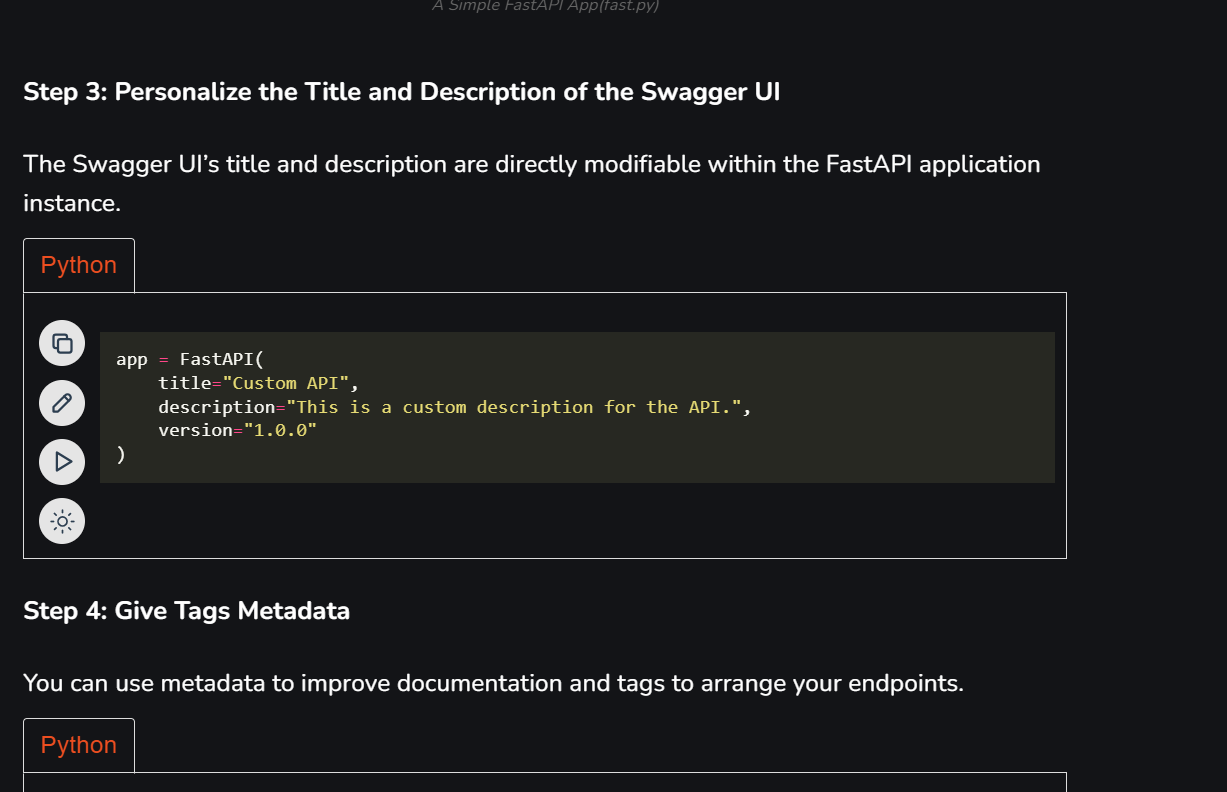 A Simple FastAPI App(fast.py)
Step 3: Personalize the Title and Description of the Swagger UI
The Swagger UI’s title and description are directly modifiable within the FastAPI application
instance.
Python
app = FastAPI(
    title="Custom API",
    description="This is a custom description for the API.",
    version="1.0.0"
)
Step 4: Give Tags Metadata
You can use metadata to improve documentation and tags to arrange your endpoints.
Python